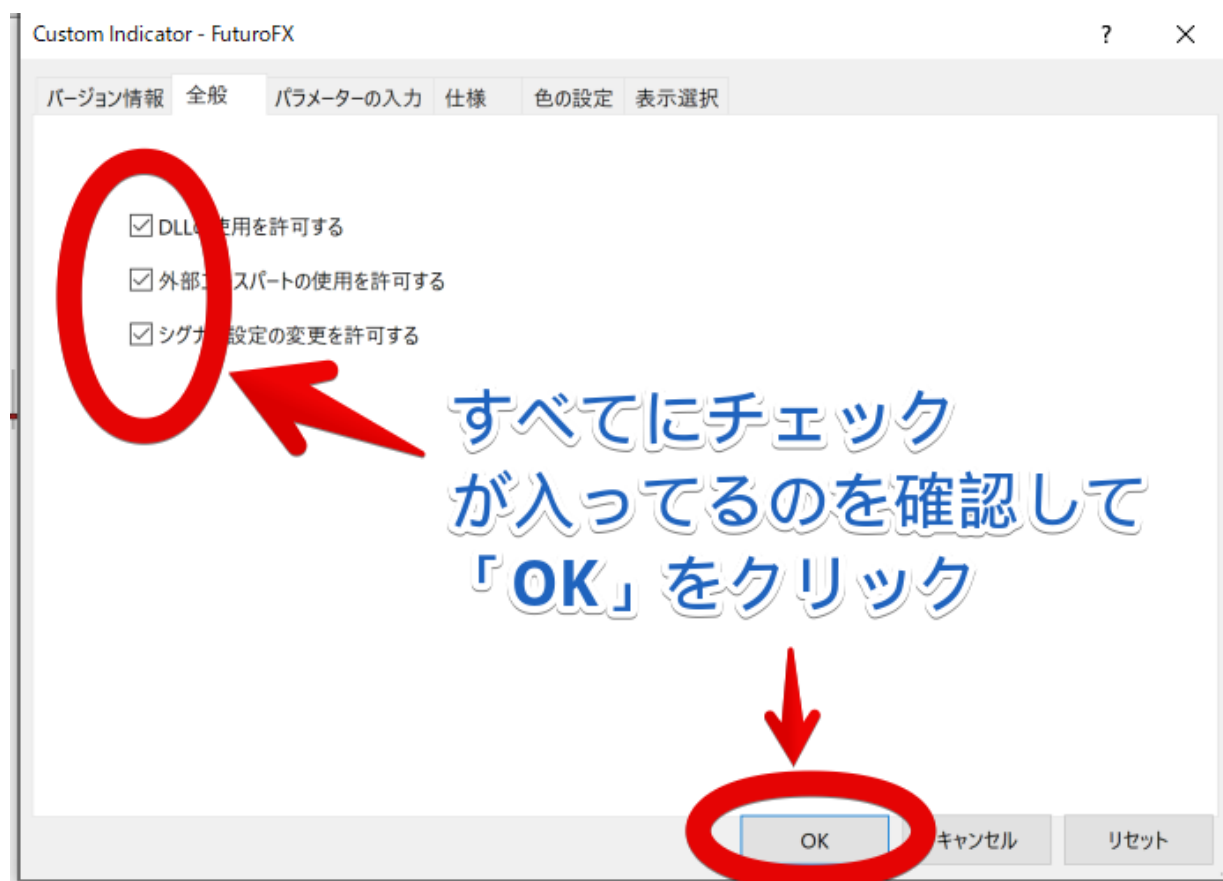 Custom Indicator - FuturoFX
?
バージョン情報 全般 パラメーターの入力 仕様 色の設定 表示選択
使用を許可する
外部 スパートの使用を許可する
シグナ 設定の変更を許可する
すべてにチェック
が入ってるのを確認して
「OK」をクリック
OK キャンセル リセット